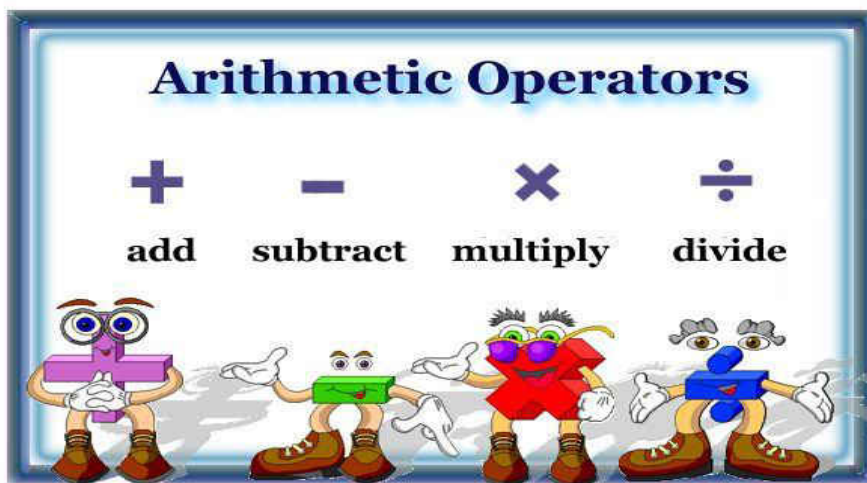 Arithmetic Operators
+ − × ÷
add subtract multiply divide